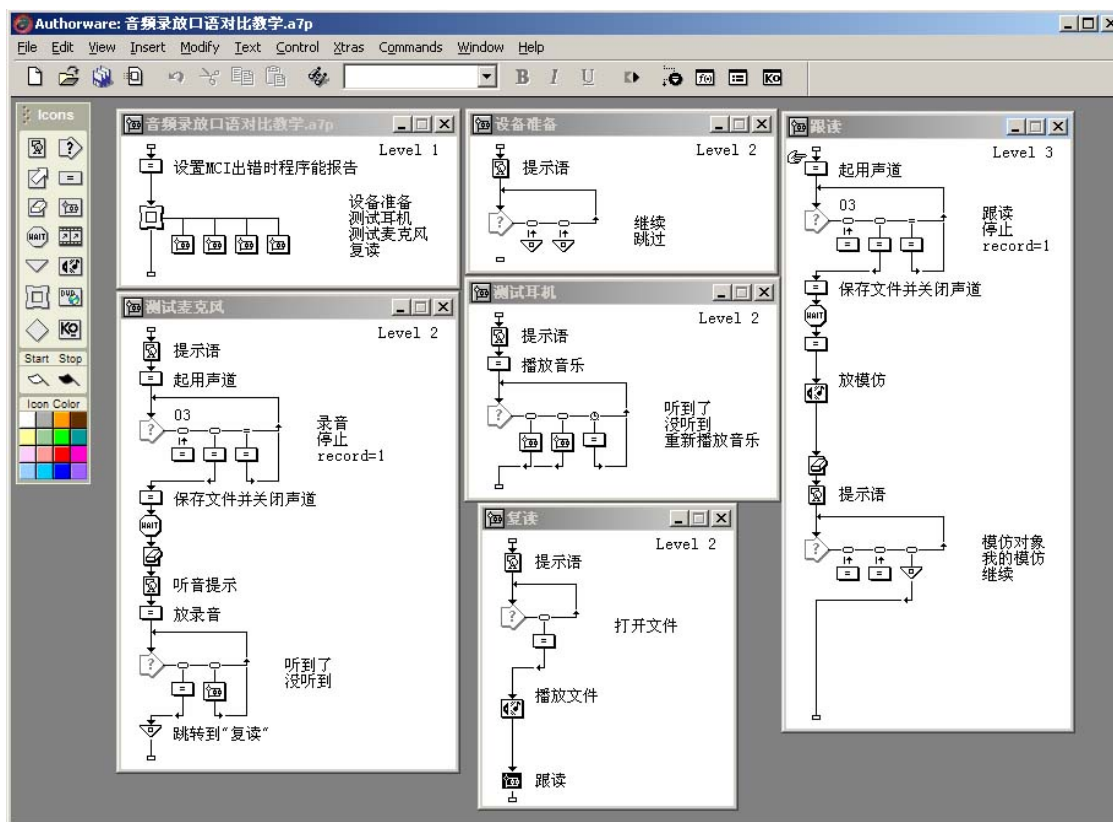 Authorware: 音频录放口语对比教学.a7p
File Edit View Insert Modify Text Control Xtras Commands Window Help
B I U
Icons
WAIT
DVD
KO
Start Stop
Icon Color
音频录放口语对比教学.a7p
Level 1
设置MCI出错时程序能报告
设备准备
测试耳机
测试麦克风
复读
设备准备
Level 2
提示语
继续
跳过
跟读
Level 3
起用声道
03
跟读
停止
record=1
保存文件并关闭声道
WAIT
放模仿
提示语
模仿对象
我的模仿
继续
测试麦克风
Level 2
提示语
起用声道
03
录音
停止
record=1
保存文件并关闭声道
WAIT
听音提示
放录音
听到了
没听到
跳转到"复读"
测试耳机
Level 2
提示语
播放音乐
听到了
没听到
重新播放音乐
复读
Level 2
提示语
打开文件
播放文件
跟读